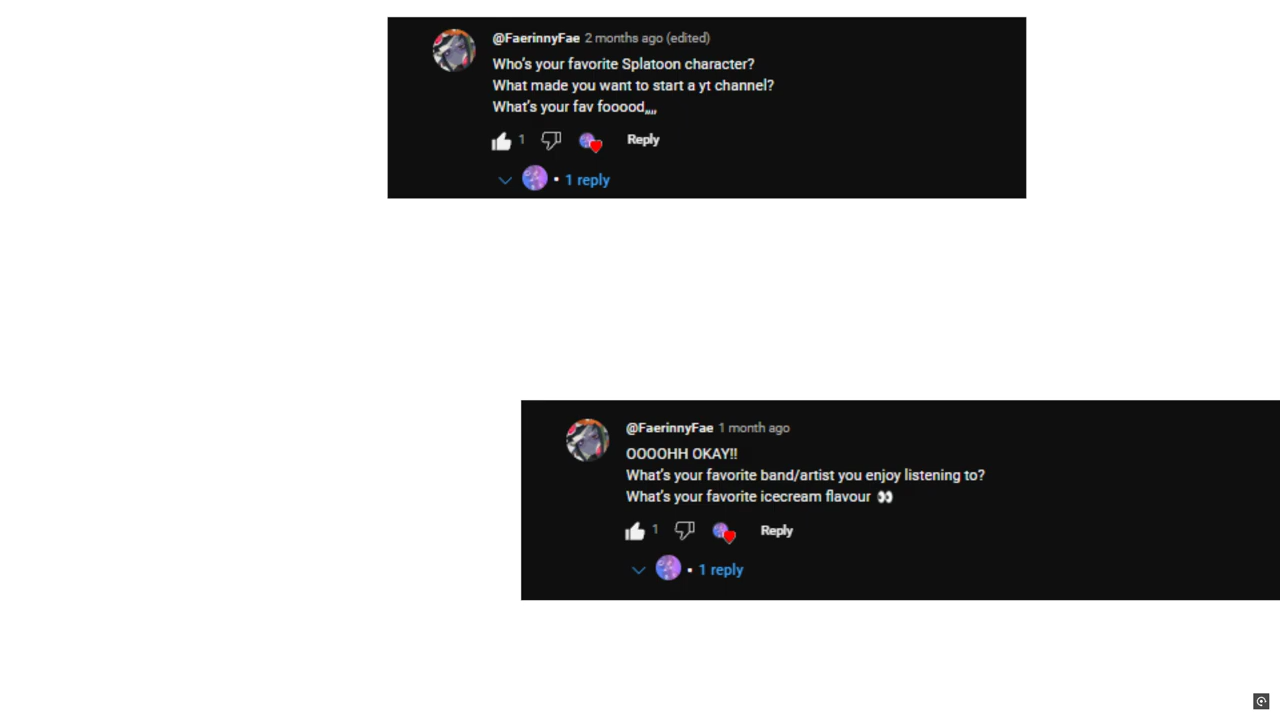 @FaerinnyFae 2 months ago (edited)
Who's your favorite Splatoon character?
What made you want to start a yt channel?
What's your fav fooood,,,,,
1 Reply
• 1 reply
@FaerinnyFae 1 month ago
OOOOHH OKAY!!
What's your favorite band/artist you enjoy listening to?
What's your favorite icecream flavour 👀
1 Reply
• 1 reply